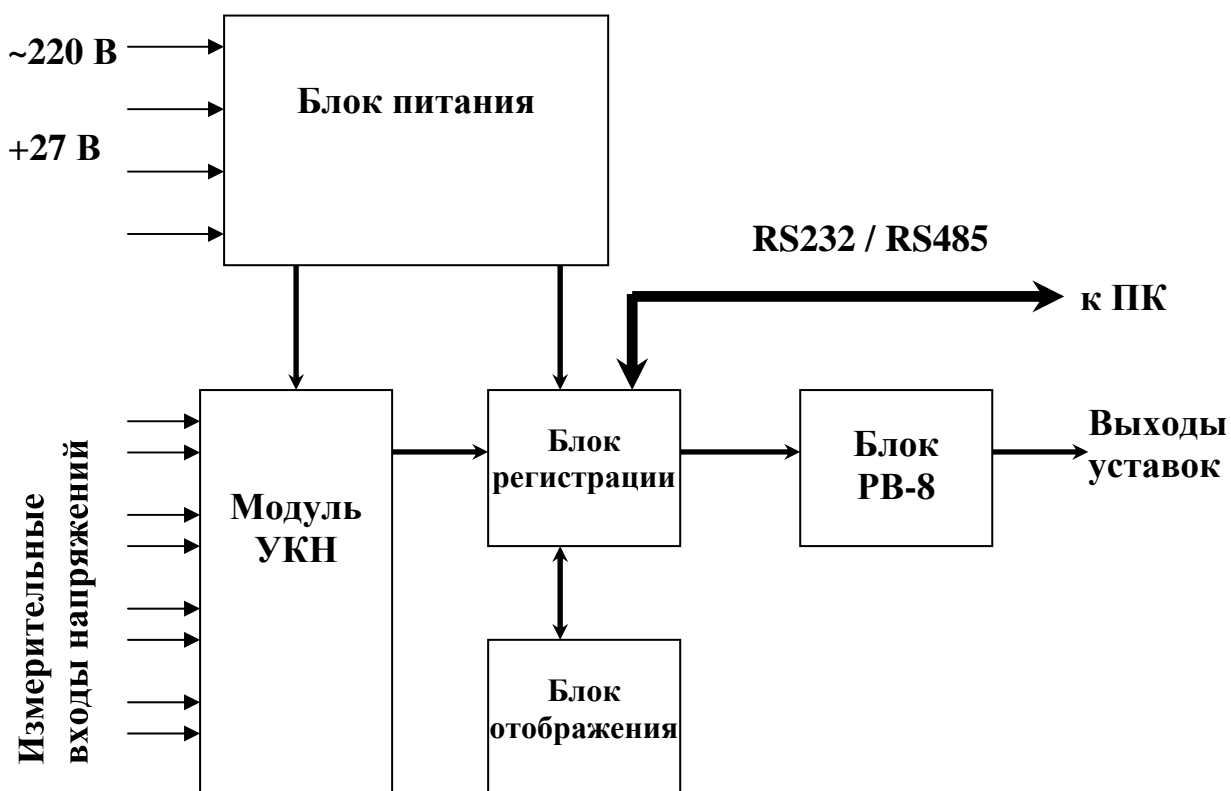 ~220 В
Блок питания
+27 В
RS232 / RS485
к ПК
Измерительные
входы напряжений
Модуль
УКН
Блок
регистрации
Блок
РВ-8
Выходы
уставок
Блок
отображения